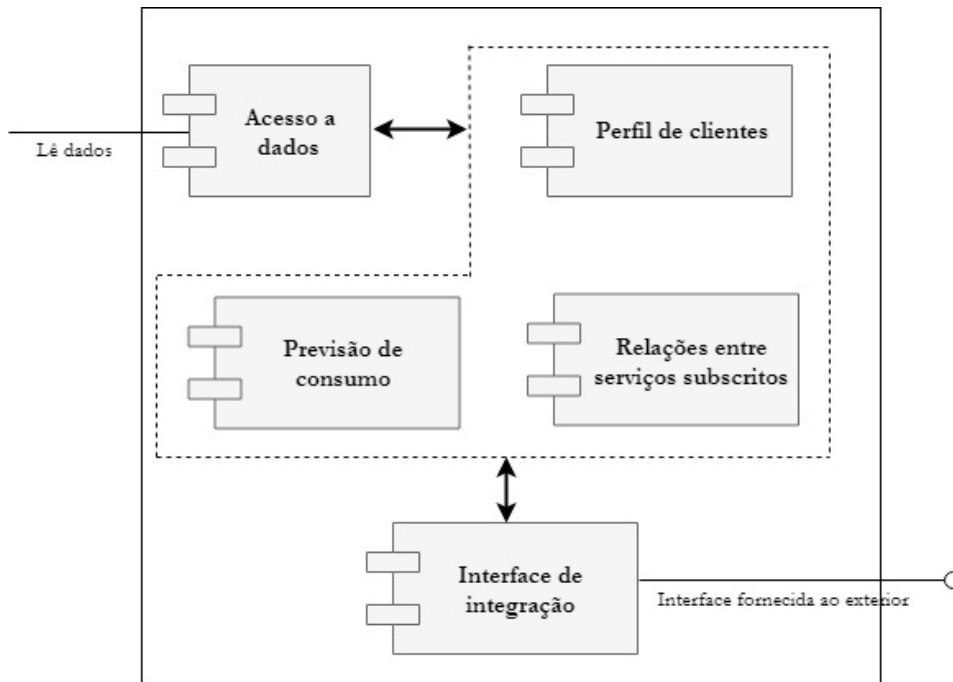 Acesso a
dados
Perfil de clientes
Lê dados
Previsão de
consumo
Relações entre
serviços subscritos
Interface de
integração
Interface fornecida ao exterior